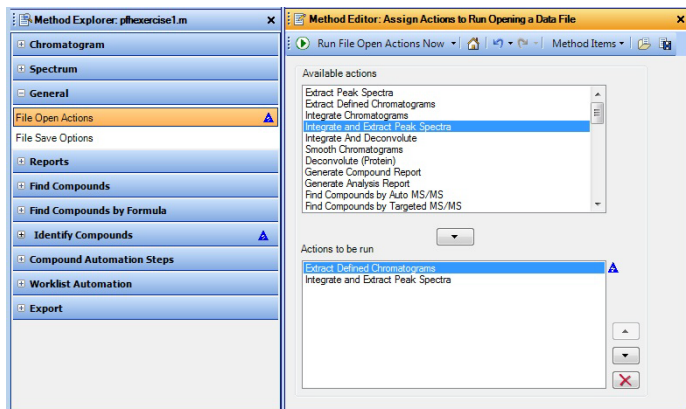 Method Explorer: pfhexercise1.m
Chromatogram
Spectrum
General
File Open Actions
File Save Options
Reports
Find Compounds
Find Compounds by Formula
Identify Compounds
Compound Automation Steps
Worklist Automation
Export
Method Editor: Assign Actions to Run Opening a Data File
Run File Open Actions Now
Method Items
Available actions
Extract Peak Spectra
Extract Defined Chromatograms
Integrate Chromatograms
Integrate and Extract Peak Spectra
Integrate And Deconvolute
Smooth Chromatograms
Deconvolute (Protein)
Generate Compound Report
Generate Analysis Report
Find Compounds by Auto MS/MS
Find Compounds by Targeted MS/MS
Actions to be run
Extract Defined Chromatograms
Integrate and Extract Peak Spectra